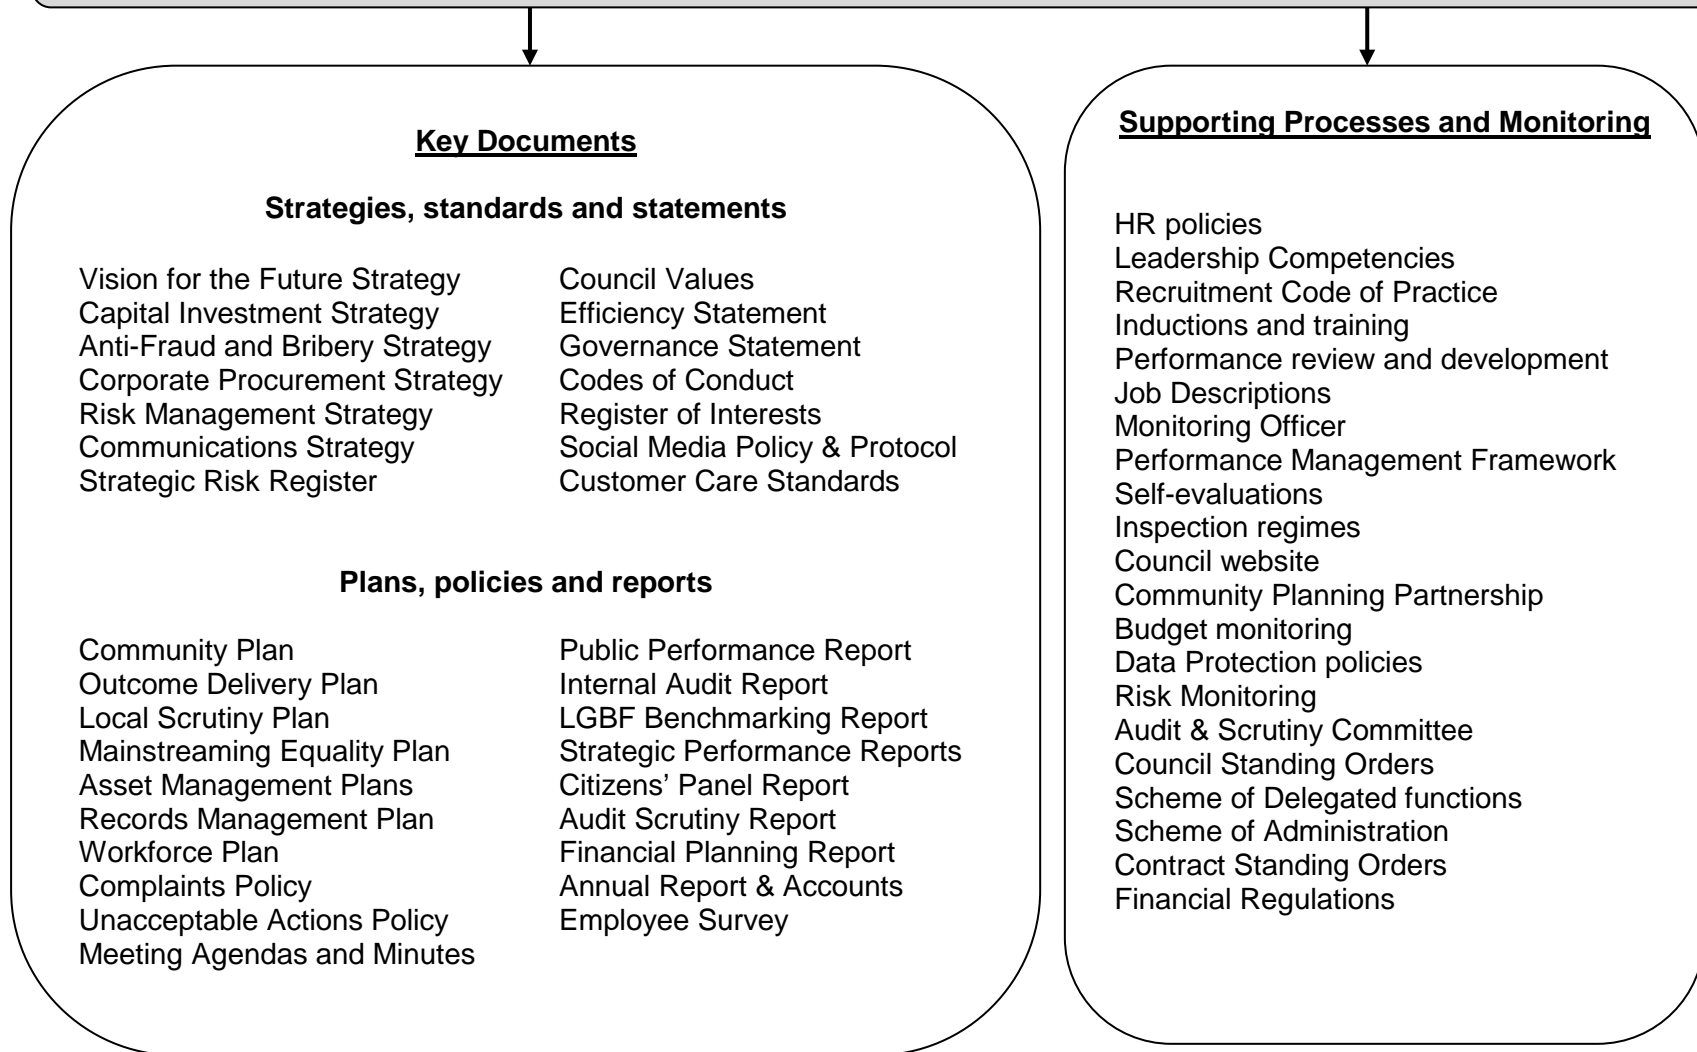 Key Documents
Strategies, standards and statements
Vision for the Future Strategy
Capital Investment Strategy
Anti-Fraud and Bribery Strategy
Corporate Procurement Strategy
Risk Management Strategy
Communications Strategy
Strategic Risk Register
Council Values
Efficiency Statement
Governance Statement
Codes of Conduct
Register of Interests
Social Media Policy & Protocol
Customer Care Standards
Plans, policies and reports
Community Plan
Outcome Delivery Plan
Local Scrutiny Plan
Mainstreaming Equality Plan
Asset Management Plans
Records Management Plan
Workforce Plan
Complaints Policy
Unacceptable Actions Policy
Meeting Agendas and Minutes
Public Performance Report
Internal Audit Report
LGBF Benchmarking Report
Strategic Performance Reports
Citizens’ Panel Report
Audit Scrutiny Report
Financial Planning Report
Annual Report & Accounts
Employee Survey
Supporting Processes and Monitoring
HR policies
Leadership Competencies
Recruitment Code of Practice
Inductions and training
Performance review and development
Job Descriptions
Monitoring Officer
Performance Management Framework
Self-evaluations
Inspection regimes
Council website
Community Planning Partnership
Budget monitoring
Data Protection policies
Risk Monitoring
Audit & Scrutiny Committee
Council Standing Orders
Scheme of Delegated functions
Scheme of Administration
Contract Standing Orders
Financial Regulations